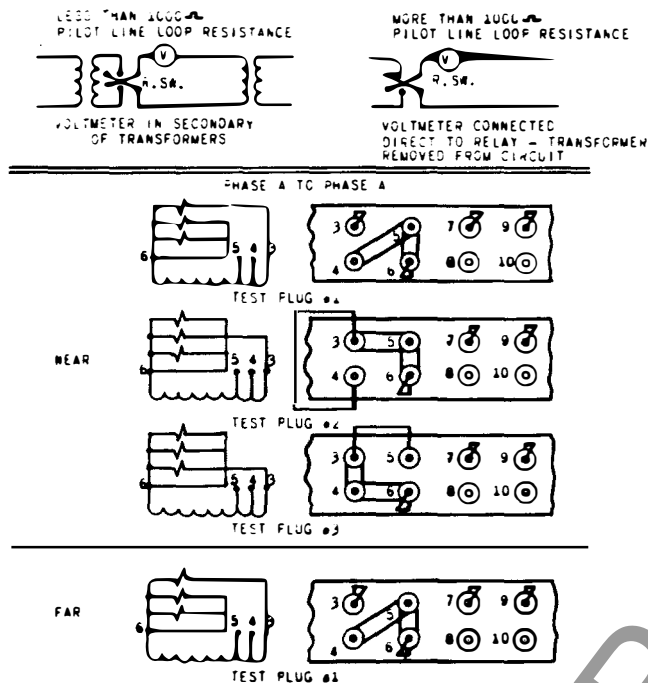 LESS THAN 1000 Ω
PILOT LINE LOOP RESISTANCE
V
R.SW.
VOLTMETER IN SECONDARY
OF TRANSFORMERS
MORE THAN 1000 Ω
PILOT LINE LOOP RESISTANCE
V
R.SW.
VOLTMETER CONNECTED
DIRECT TO RELAY - TRANSFORMER
REMOVED FROM CIRCUIT
PHASE A TO PHASE A
6 5 4 3
3 5 7 9
4 6 8 10
TEST PLUG #1
NEAR
6 5 4 3
3 5 7 9
4 6 8 10
TEST PLUG #2
6 5 4 3
3 5 7 9
4 6 8 10
TEST PLUG #3
FAR
6 5 4 3
3 5 7 9
4 6 8 10
TEST PLUG #1